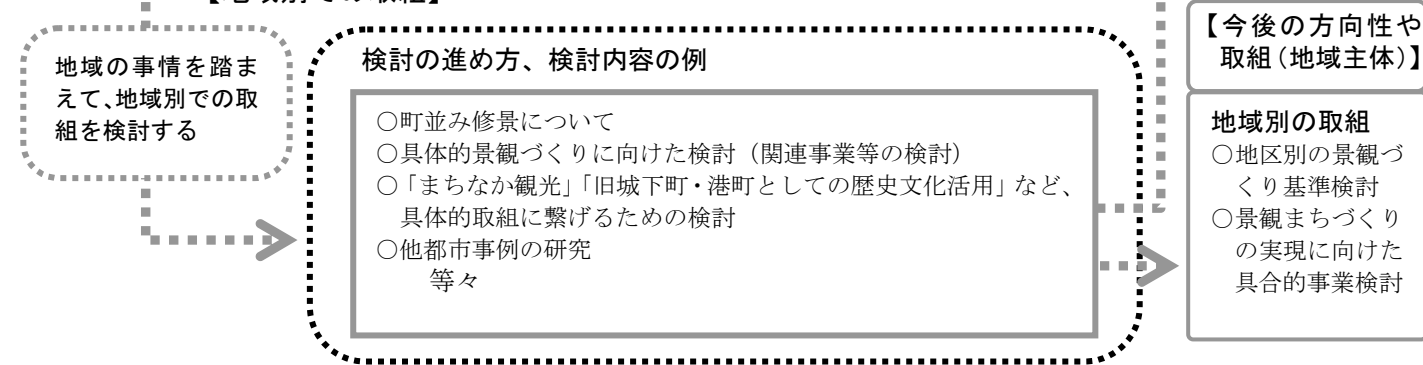 【地域別での取組】
地域の事情を踏ま
えて、地域別での取
組を検討する
検討の進め方、検討内容の例
○町並み修景について
○具体的景観づくりに向けた検討（関連事業等の検討）
○「まちなか観光」「旧城下町・港町としての歴史文化活用」など、
具体的取組に繋げるための検討
○他都市事例の研究
等々
【今後の方向性や
取組（地域主体）】
地域別の取組
○地区別の景観づ
くり基準検討
○景観まちづくり
の実現に向けた
具合的事業検討